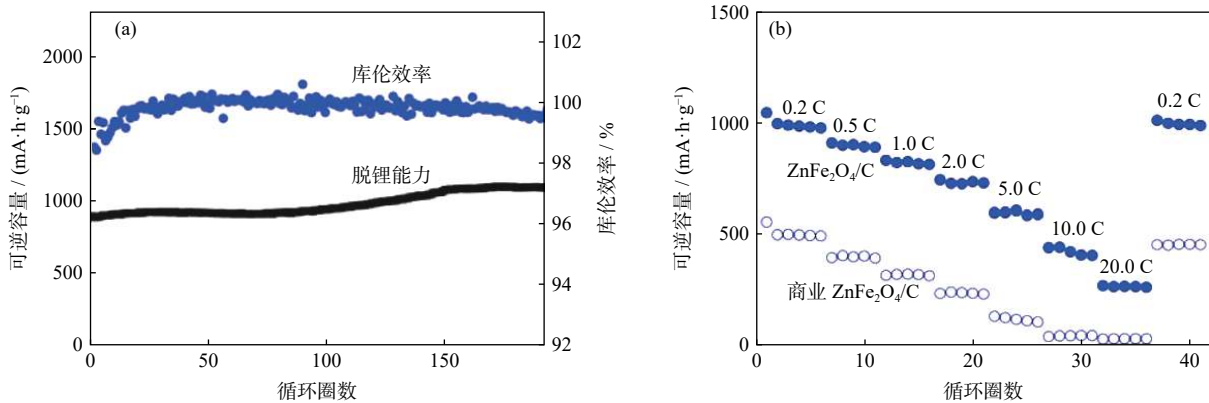 (a)
2000
1500
1000
500
0
可逆容量 / (mA·h·g⁻¹)
库伦效率
脱锂能力
102
100
98
96
94
92
库伦效率 / %
0
50
100
150
循环圈数
(b)
1500
1000
500
0
可逆容量 / (mA·h·g⁻¹)
0.2 C
0.5 C
1.0 C
2.0 C
5.0 C
10.0 C
20.0 C
0.2 C
ZnFe₂O₄/C
商业 ZnFe₂O₄/C
0
10
20
30
40
循环圈数